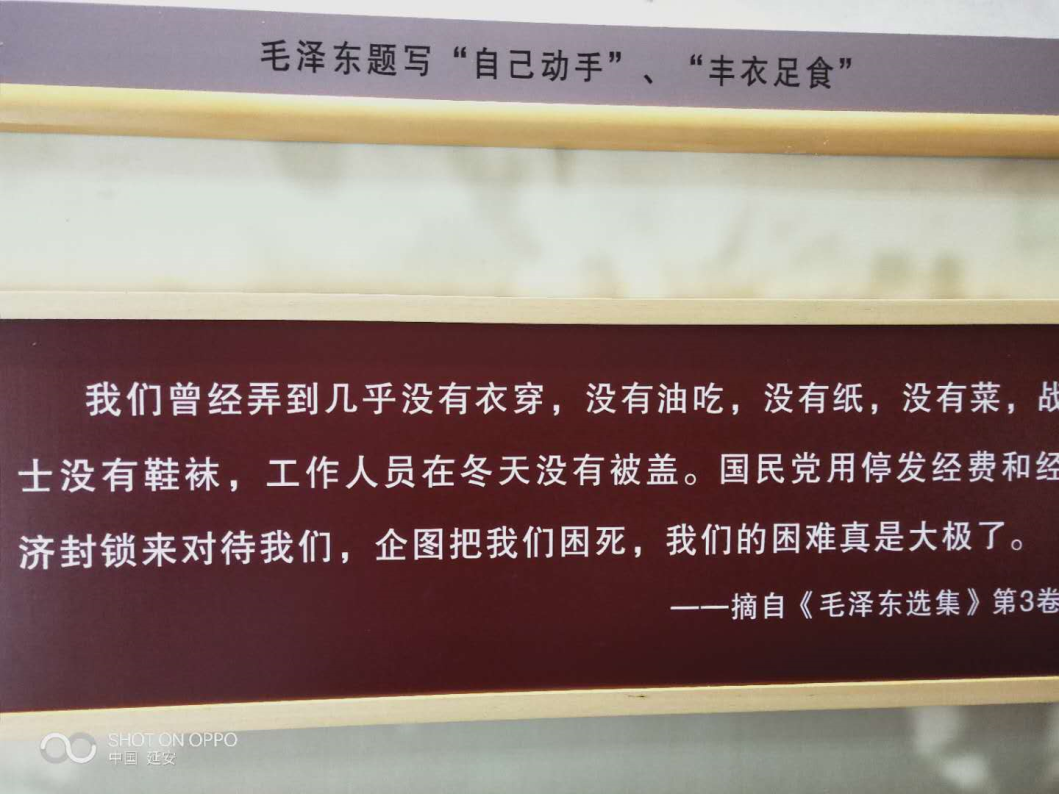 毛泽东题写“自己动手”、“丰衣足食”
我们曾经弄到几乎没有衣穿，没有油吃，没有纸，没有菜，战
士没有鞋袜，工作人员在冬天没有被盖。国民党用停发经费和经
济封锁来对待我们，企图把我们困死，我们的困难真是大极了。
——摘自《毛泽东选集》第3卷
SHOT ON OPPO
中国 延安